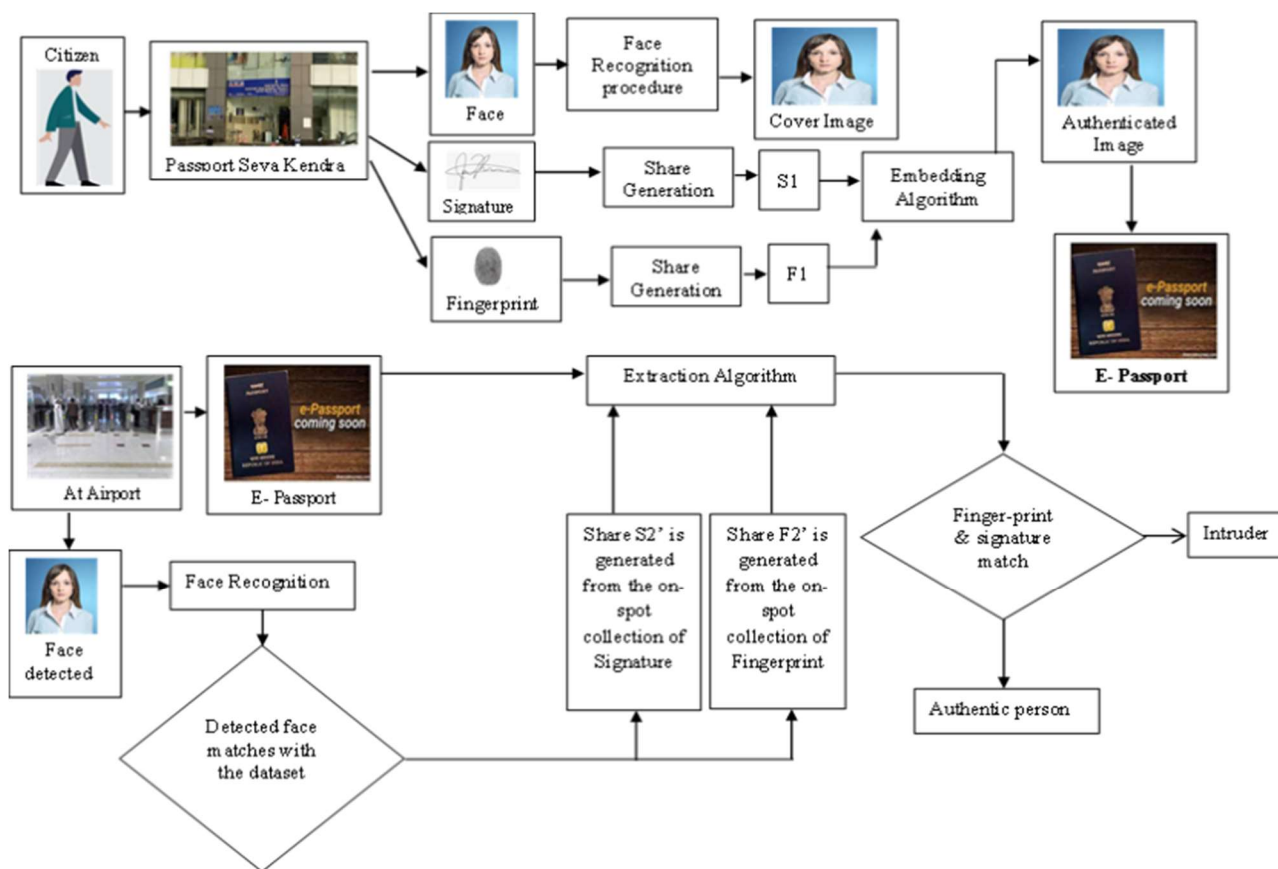 Citizen
Passport Seva Kendra
Face
Face
Recognition
procedure
Cover Image
Authenticated
Image
Signature
Share
Generation
S1
Embedding
Algorithm
Fingerprint
Share
Generation
F1
e-Passport
coming soon
E- Passport
At Airport
e-Passport
coming soon
E- Passport
Extraction Algorithm
Face
detected
Face Recognition
Detected face
matches with
the dataset
Share S2’ is
generated
from the on-
spot
collection of
Signature
Share F2’ is
generated
from the on-
spot
collection of
Fingerprint
Finger-print
& signature
match
Intruder
Authentic person